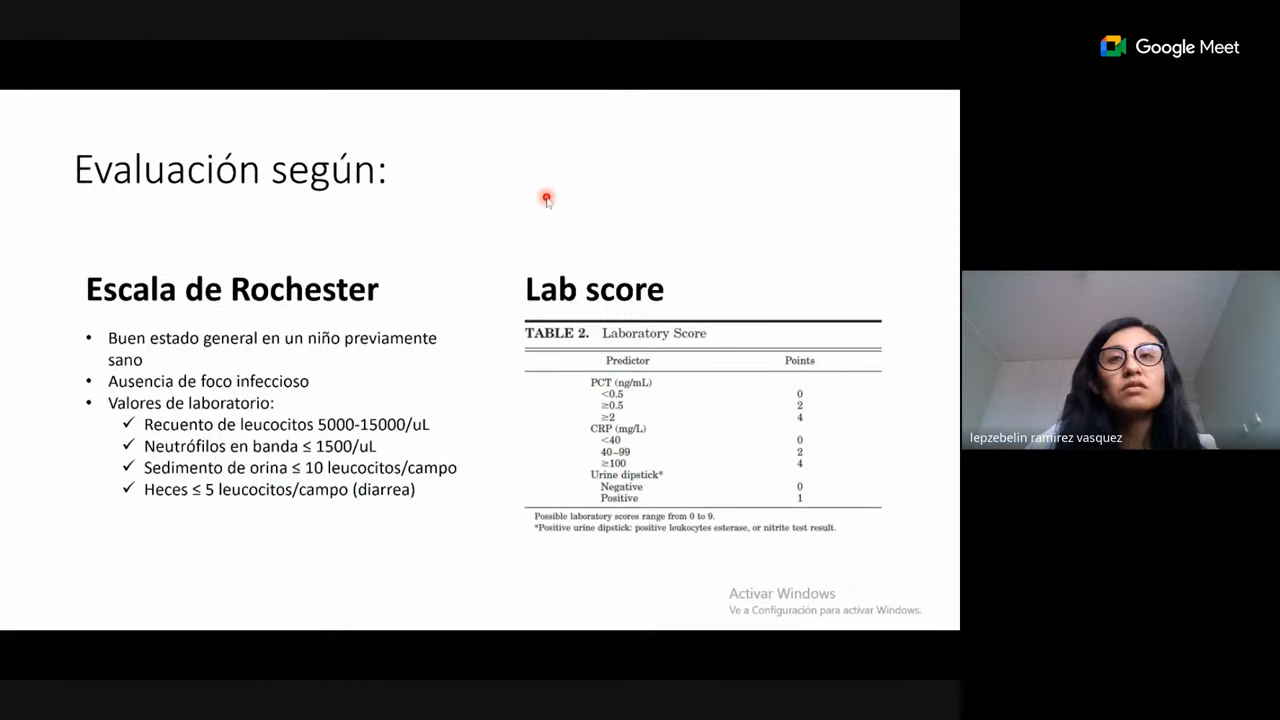 Google Meet
Evaluación según:
Escala de Rochester
• Buen estado general en un niño previamente
sano
• Ausencia de foco infeccioso
• Valores de laboratorio:
✓ Recuento de leucocitos 5000-15000/uL
✓ Neutrófilos en banda ≤ 1500/uL
✓ Sedimento de orina ≤ 10 leucocitos/campo
✓ Heces ≤ 5 leucocitos/campo (diarrea)
Lab score
TABLE 2. Laboratory Score
Predictor Points
PCT (ng/mL)
<0.5 0
≥0.5 2
≥2 4
CRP (mg/L)
<40 0
40–99 2
≥100 4
Urine dipstick*
Negative 0
Positive 1
Possible laboratory scores range from 0 to 9.
*Positive urine dipstick: positive leukocytes esterase, or nitrite test result.
Activar Windows
Ve a Configuración para activar Windows.
lepzebelin ramirez vasquez